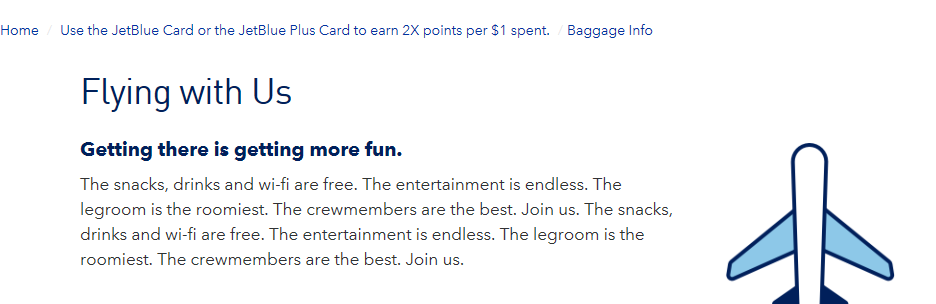 Home / Use the JetBlue Card or the JetBlue Plus Card to earn 2X points per $1 spent. / Baggage Info
Flying with Us
Getting there is getting more fun.
The snacks, drinks and wi-fi are free. The entertainment is endless. The
legroom is the roomiest. The crewmembers are the best. Join us. The snacks,
drinks and wi-fi are free. The entertainment is endless. The legroom is the
roomiest. The crewmembers are the best. Join us.